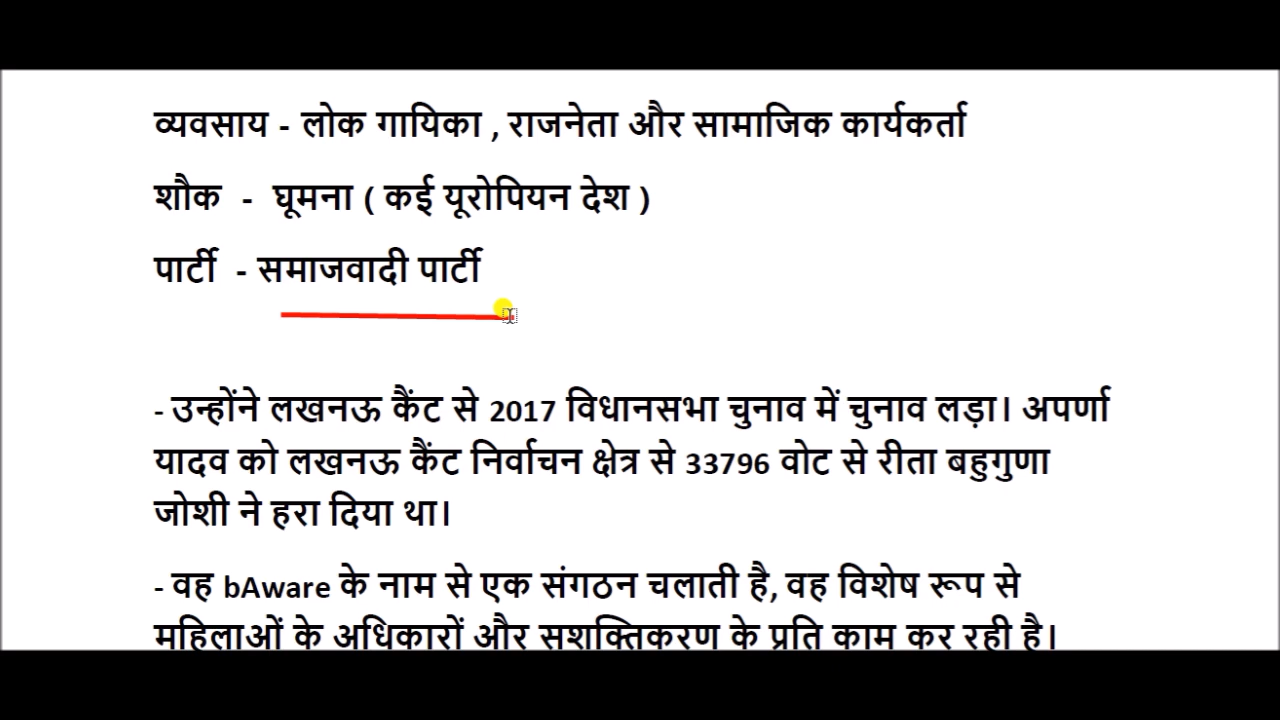 व्यवसाय - लोक गायिका , राजनेता और सामाजिक कार्यकर्ता
शौक - घूमना ( कई यूरोपियन देश )
पार्टी - समाजवादी पार्टी
- उन्होंने लखनऊ कैंट से 2017 विधानसभा चुनाव में चुनाव लड़ा। अपर्णा
यादव को लखनऊ कैंट निर्वाचन क्षेत्र से 33796 वोट से रीता बहुगुणा
जोशी ने हरा दिया था।
- वह bAware के नाम से एक संगठन चलाती है, वह विशेष रूप से
महिलाओं के अधिकारों और सशक्तिकरण के प्रति काम कर रही है।